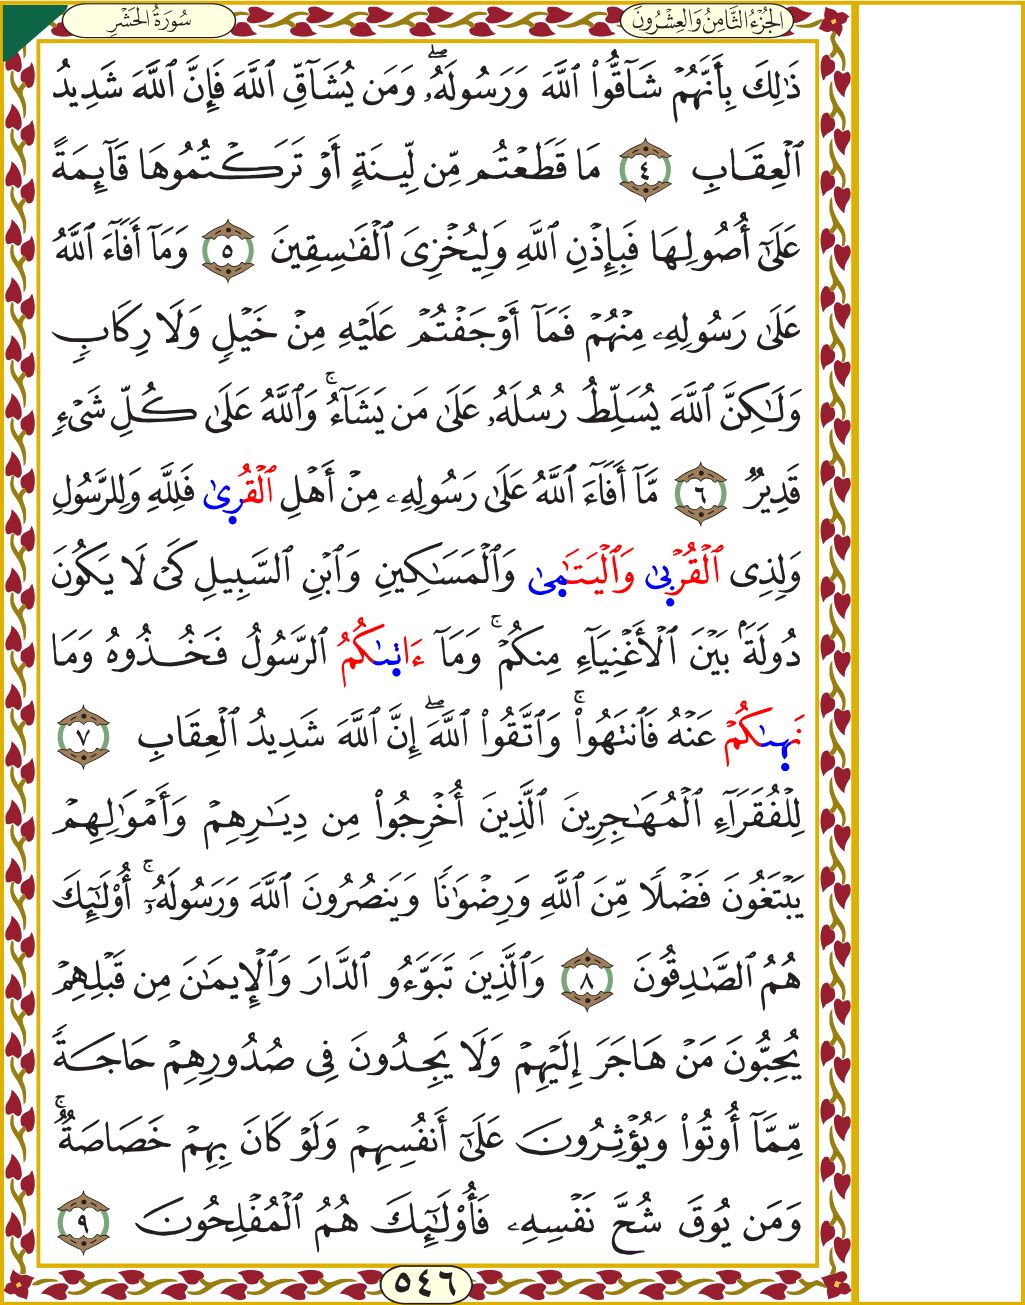 الجُزْءُ الثَّامِنُ وَالعِشْرُونَ
سُورَةُ الحَشْرِ
ذَٰلِكَ بِأَنَّهُمْ شَآقُّوا۟ ٱللَّهَ وَرَسُولَهُۥ ۖ وَمَن يُشَآقِّ ٱللَّهَ فَإِنَّ ٱللَّهَ شَدِيدُ
ٱلْعِقَابِ ٤ مَا قَطَعْتُم مِّن لِّينَةٍ أَوْ تَرَكْتُمُوهَا قَآئِمَةً
عَلَىٰٓ أُصُولِهَا فَبِإِذْنِ ٱللَّهِ وَلِيُخْزِىَ ٱلْفَـٰسِقِينَ ٥ وَمَآ أَفَآءَ ٱللَّهُ
عَلَىٰ رَسُولِهِۦ مِنْهُمْ فَمَآ أَوْجَفْتُمْ عَلَيْهِ مِنْ خَيْلٍ وَلَا رِكَابٍ
وَلَـٰكِنَّ ٱللَّهَ يُسَلِّطُ رُسُلَهُۥ عَلَىٰ مَن يَشَآءُ ۚ وَٱللَّهُ عَلَىٰ كُلِّ شَىْءٍ
قَدِيرٌ ٦ مَّآ أَفَآءَ ٱللَّهُ عَلَىٰ رَسُولِهِۦ مِنْ أَهْلِ ٱلْقُرىٰ فَلِلَّهِ وَلِلرَّسُولِ
وَلِذِى ٱلْقُرْبىٰ وَٱلْيَتَـٰمىٰ وَٱلْمَسَـٰكِينِ وَٱبْنِ ٱلسَّبِيلِ كَىْ لَا يَكُونَ
دُولَةًۢ بَيْنَ ٱلْأَغْنِيَآءِ مِنكُمْ ۚ وَمَآ ءَاتىٰكُمُ ٱلرَّسُولُ فَخُذُوهُ وَمَا
نَهىٰكُمْ عَنْهُ فَٱنتَهُوا۟ ۚ وَٱتَّقُوا۟ ٱللَّهَ ۖ إِنَّ ٱللَّهَ شَدِيدُ ٱلْعِقَابِ ٧
لِلْفُقَرَآءِ ٱلْمُهَـٰجِرِينَ ٱلَّذِينَ أُخْرِجُوا۟ مِن دِيَـٰرِهِمْ وَأَمْوَٰلِهِمْ
يَبْتَغُونَ فَضْلًا مِّنَ ٱللَّهِ وَرِضْوَٰنًا وَيَنصُرُونَ ٱللَّهَ وَرَسُولَهُۥٓ ۚ أُو۟لَـٰٓئِكَ
هُمُ ٱلصَّـٰدِقُونَ ٨ وَٱلَّذِينَ تَبَوَّءُو ٱلدَّارَ وَٱلْإِيمَـٰنَ مِن قَبْلِهِمْ
يُحِبُّونَ مَنْ هَاجَرَ إِلَيْهِمْ وَلَا يَجِدُونَ فِى صُدُورِهِمْ حَاجَةً
مِّمَّآ أُوتُوا۟ وَيُؤْثِرُونَ عَلَىٰٓ أَنفُسِهِمْ وَلَوْ كَانَ بِهِمْ خَصَاصَةٌ ۚ
وَمَن يُوقَ شُحَّ نَفْسِهِۦ فَأُو۟لَـٰٓئِكَ هُمُ ٱلْمُفْلِحُونَ ٩
٥٤٦